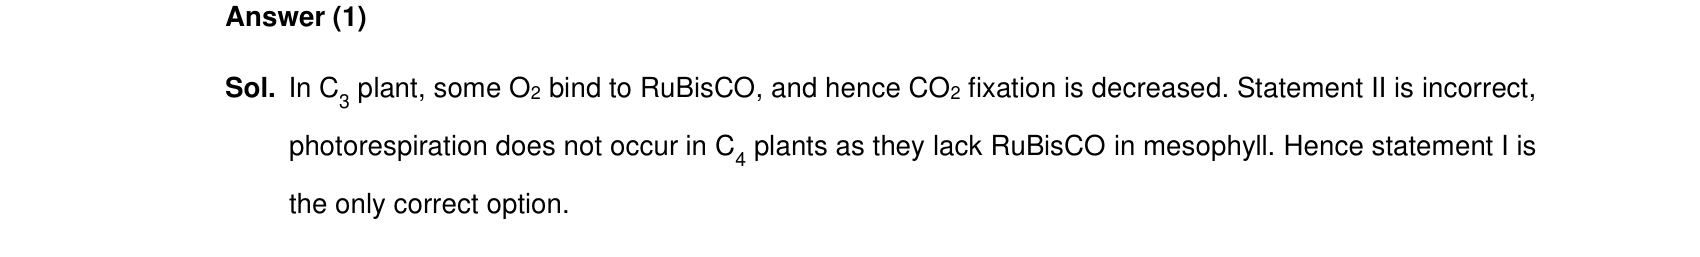 Answer (1)
Sol. In C₃ plant, some O₂ bind to RuBisCO, and hence CO₂ fixation is decreased. Statement II is incorrect,
photorespiration does not occur in C₄ plants as they lack RuBisCO in mesophyll. Hence statement I is
the only correct option.